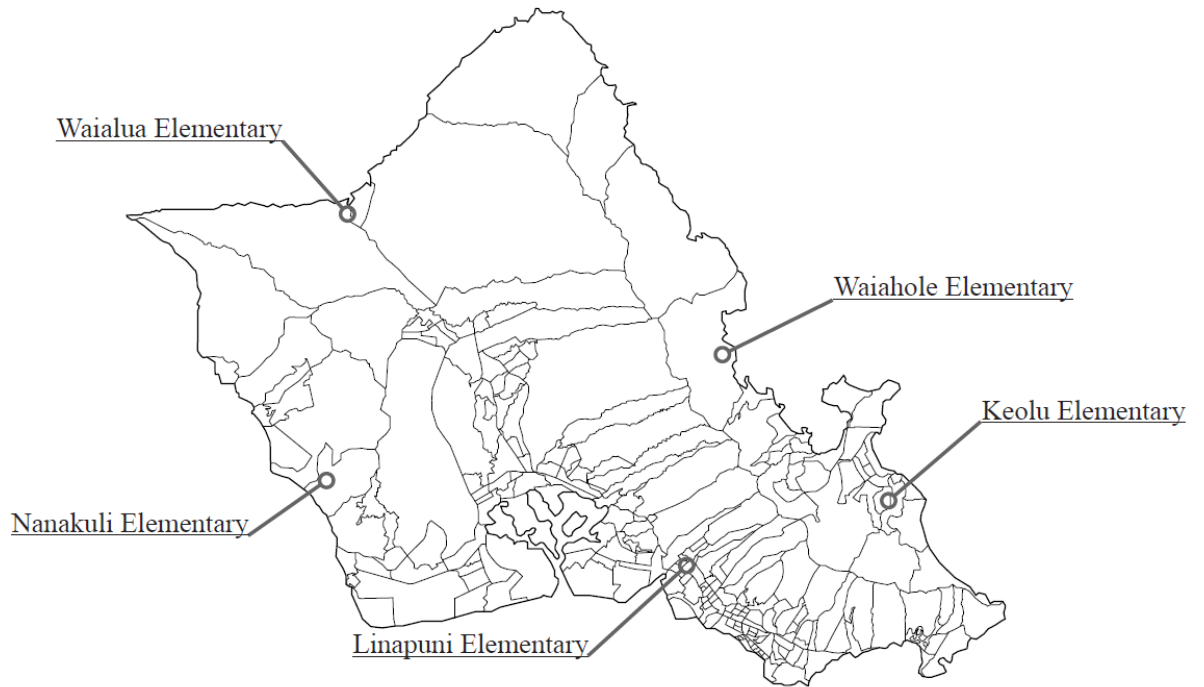 Waialua Elementary
Waiahole Elementary
Keolu Elementary
Nanakuli Elementary
Linapuni Elementary